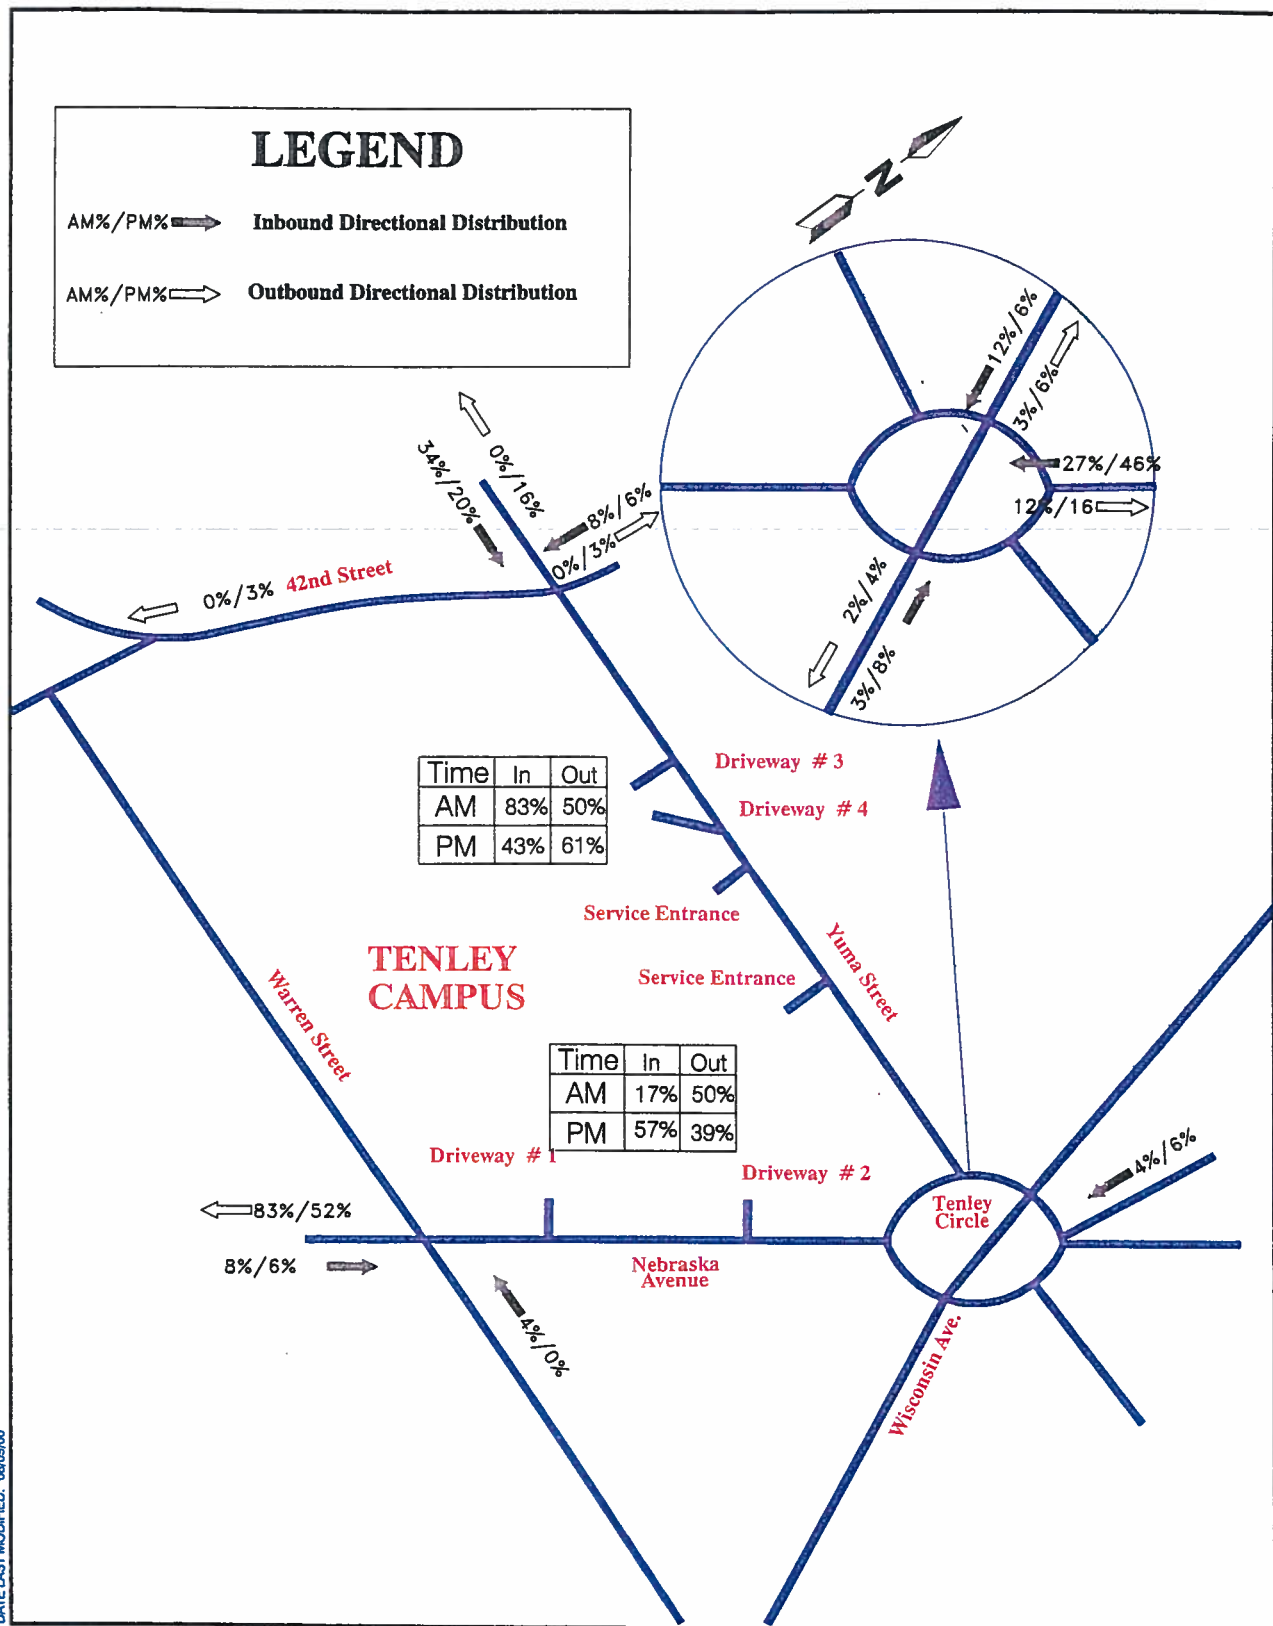 LEGEND
AM%/PM% Inbound Directional Distribution
AM%/PM% Outbound Directional Distribution
N
12%/6%
3%/6%
27%/46%
12%/16
2%/4%
3%/8%
0%/16%
34%/20%
8%/6%
0%/3%
0%/3% 42nd Street
Driveway # 3
Time In Out
AM 83% 50%
PM 43% 61%
Driveway # 4
Service Entrance
Yuma Street
Service Entrance
TENLEY
CAMPUS
Warren Street
Time In Out
AM 17% 50%
PM 57% 39%
Driveway # 1
Driveway # 2
4%/6%
Tenley
Circle
83%/52%
8%/6%
Nebraska
Avenue
4%/0%
Wisconsin Ave.
DATE LAST MODIFIED: